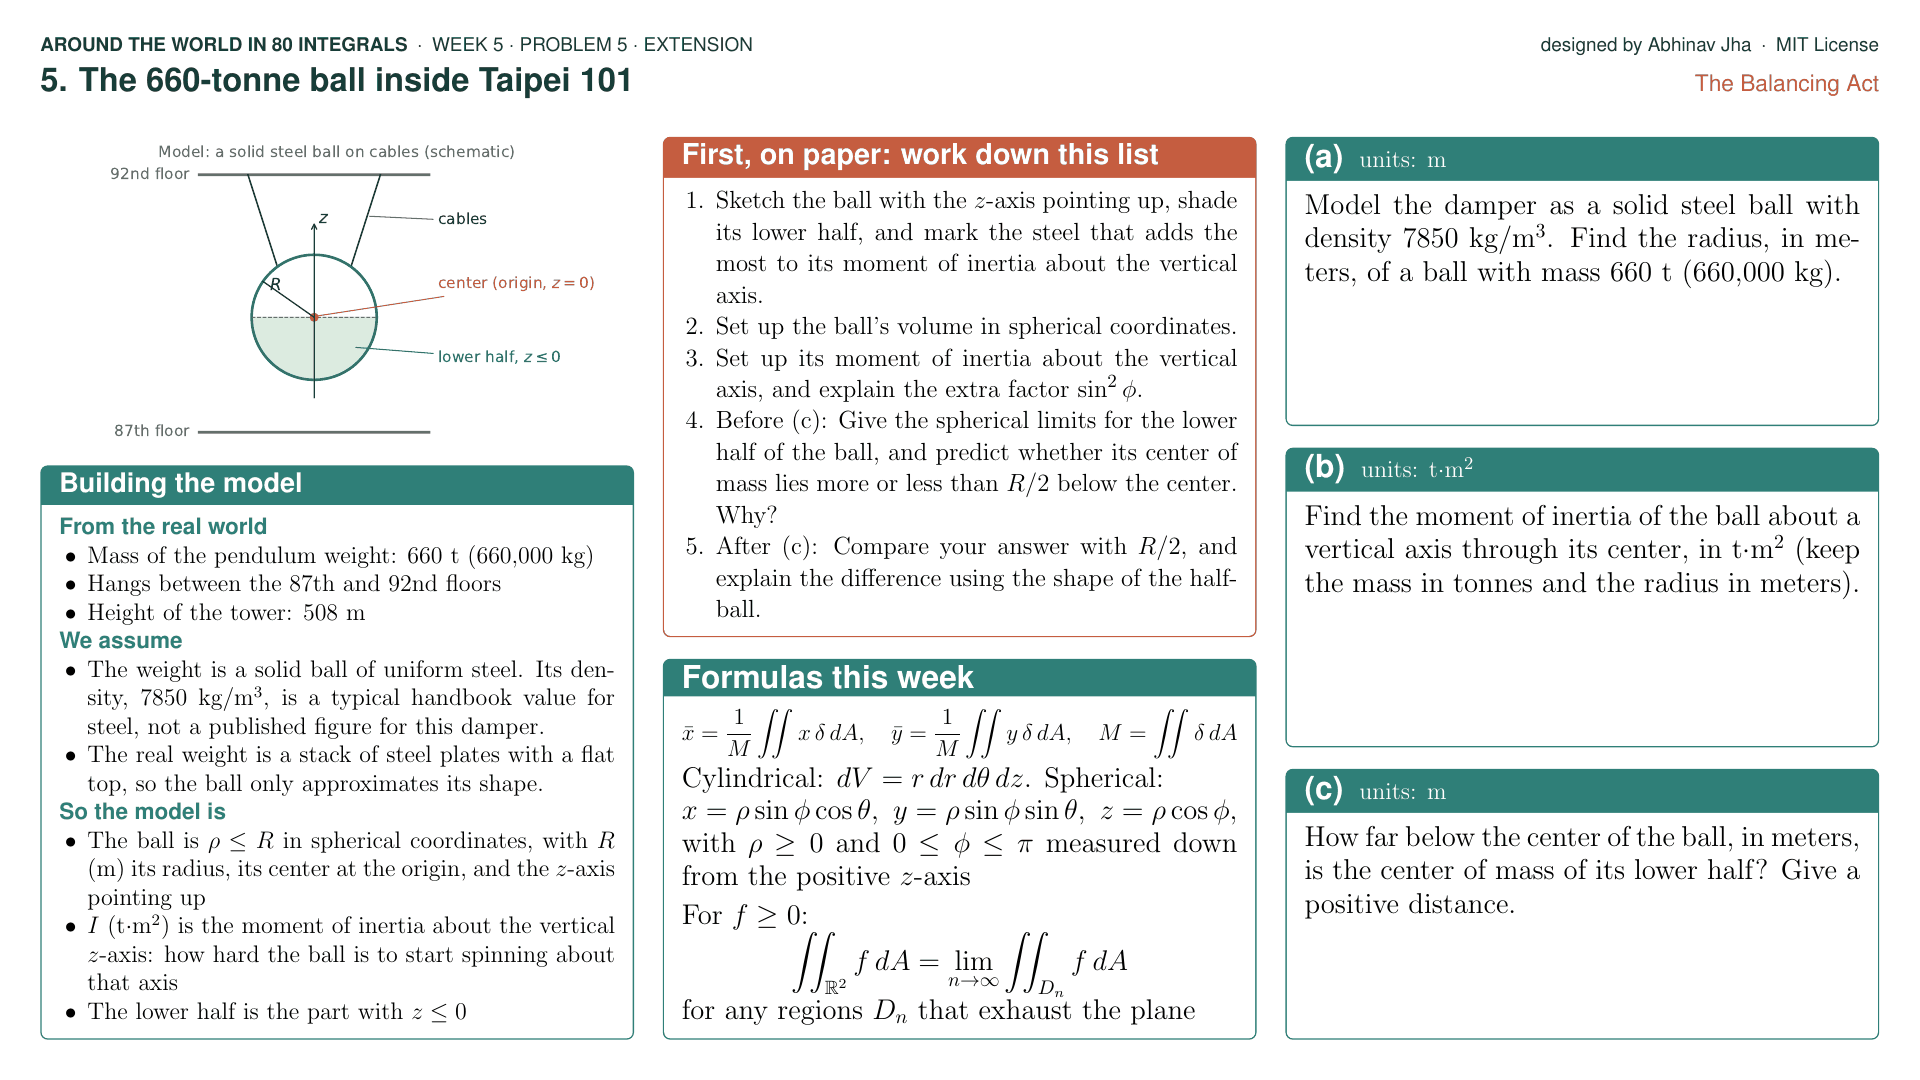 AROUND THE WORLD IN 80 INTEGRALS · WEEK 5 · PROBLEM 5 · EXTENSION
designed by Abhinav Jha · MIT License
5. The 660-tonne ball inside Taipei 101
The Balancing Act
Model: a solid steel ball on cables (schematic)
92nd floor
z
cables
R
center (origin, z = 0)
lower half, z ≤ 0
87th floor
Building the model
From the real world
• Mass of the pendulum weight: 660 t (660,000 kg)
• Hangs between the 87th and 92nd floors
• Height of the tower: 508 m
We assume
• The weight is a solid ball of uniform steel. Its den-
sity, 7850 kg/m³, is a typical handbook value for
steel, not a published figure for this damper.
• The real weight is a stack of steel plates with a flat
top, so the ball only approximates its shape.
So the model is
• The ball is ρ ≤ R in spherical coordinates, with R
(m) its radius, its center at the origin, and the z-axis
pointing up
• I (t·m²) is the moment of inertia about the vertical
z-axis: how hard the ball is to start spinning about
that axis
• The lower half is the part with z ≤ 0
First, on paper: work down this list
1. Sketch the ball with the z-axis pointing up, shade
its lower half, and mark the steel that adds the
most to its moment of inertia about the vertical
axis.
2. Set up the ball's volume in spherical coordinates.
3. Set up its moment of inertia about the vertical
axis, and explain the extra factor sin² ϕ.
4. Before (c): Give the spherical limits for the lower
half of the ball, and predict whether its center of
mass lies more or less than R/2 below the center.
Why?
5. After (c): Compare your answer with R/2, and
explain the difference using the shape of the half-
ball.
Formulas this week
x̄ = 1/M ∬ x δ dA, ȳ = 1/M ∬ y δ dA, M = ∬ δ dA
Cylindrical: dV = r dr dθ dz. Spherical:
x = ρ sin ϕ cos θ, y = ρ sin ϕ sin θ, z = ρ cos ϕ,
with ρ ≥ 0 and 0 ≤ ϕ ≤ π measured down
from the positive z-axis
For f ≥ 0:
∬_ℝ² f dA = lim_{n→∞} ∬_{D_n} f dA
for any regions D_n that exhaust the plane
(a) units: m
Model the damper as a solid steel ball with
density 7850 kg/m³. Find the radius, in me-
ters, of a ball with mass 660 t (660,000 kg).
(b) units: t·m²
Find the moment of inertia of the ball about a
vertical axis through its center, in t·m² (keep
the mass in tonnes and the radius in meters).
(c) units: m
How far below the center of the ball, in meters,
is the center of mass of its lower half? Give a
positive distance.